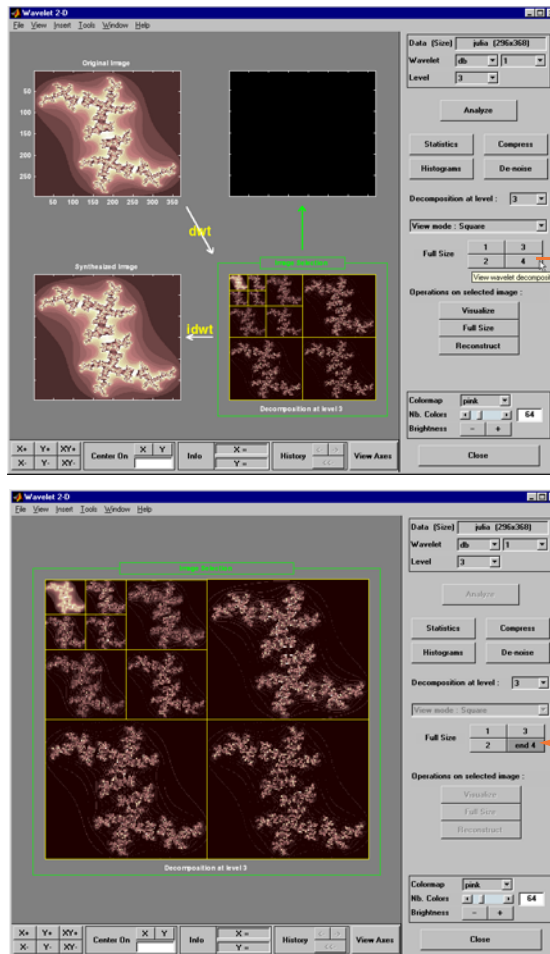 Wavelet 2-D
File View Insert Tools Window Help
Original Image
50
100
150
200
250
50 100 150 200 250 300 350
dwt
Synthesized Image
idwt
Image Selection
Decomposition at level 3
Data (Size) julia (296x368)
Wavelet db 1
Level 3
Analyze
Statistics Compress
Histograms De-noise
Decomposition at level : 3
View mode : Square
Full Size 1 3
2 4
View wavelet decomposi
Operations on selected image :
Visualize
Full Size
Reconstruct
Colormap pink
Nb. Colors 64
Brightness - +
X+ Y+ XY+
X- Y- XY-
Center On X Y
Info X =
Y =
History < >
<<
View Axes
Close
Wavelet 2-D
File View Insert Tools Window Help
Image Selection
Decomposition at level 3
Data (Size) julia (296x368)
Wavelet db 1
Level 3
Analyze
Statistics Compress
Histograms De-noise
Decomposition at level : 3
View mode : Square
Full Size 1 3
2 end 4
Operations on selected image :
Visualize
Full Size
Reconstruct
Colormap pink
Nb. Colors 64
Brightness - +
X+ Y+ XY+
X- Y- XY-
Center On X Y
Info X =
Y =
History < >
<<
View Axes
Close